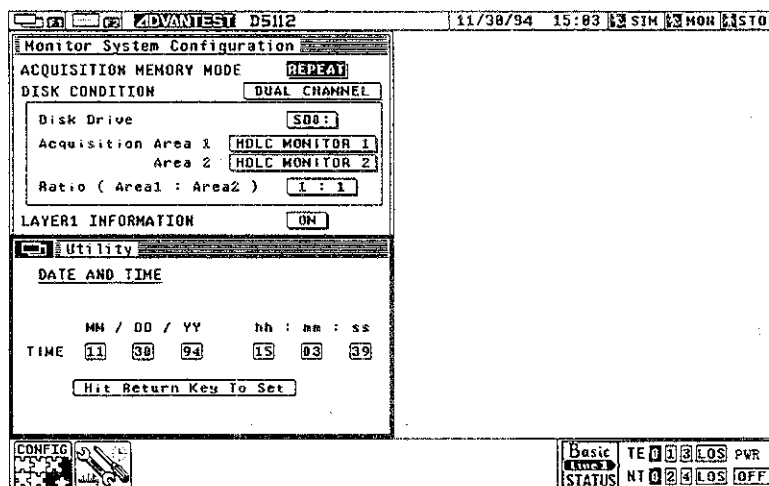 F1 F2 ADVANTEST D5112 11/30/94 15:03 SIM MON STO
Monitor System Configuration
ACQUISITION MEMORY MODE REPEAT
DISK CONDITION DUAL CHANNEL
Disk Drive SD0:
Acquisition Area 1 HDLC MONITOR 1
Area 2 HDLC MONITOR 2
Ratio ( Area1 : Area2 ) 1 : 1
LAYER1 INFORMATION ON
Utility
DATE AND TIME
MM / DD / YY hh : mm : ss
TIME 11 30 94 15 03 39
Hit Return Key To Set
CONFIG
Basic TE 0 1 3 LOS PWR
Line1
STATUS NT 0 2 4 LOS OFF